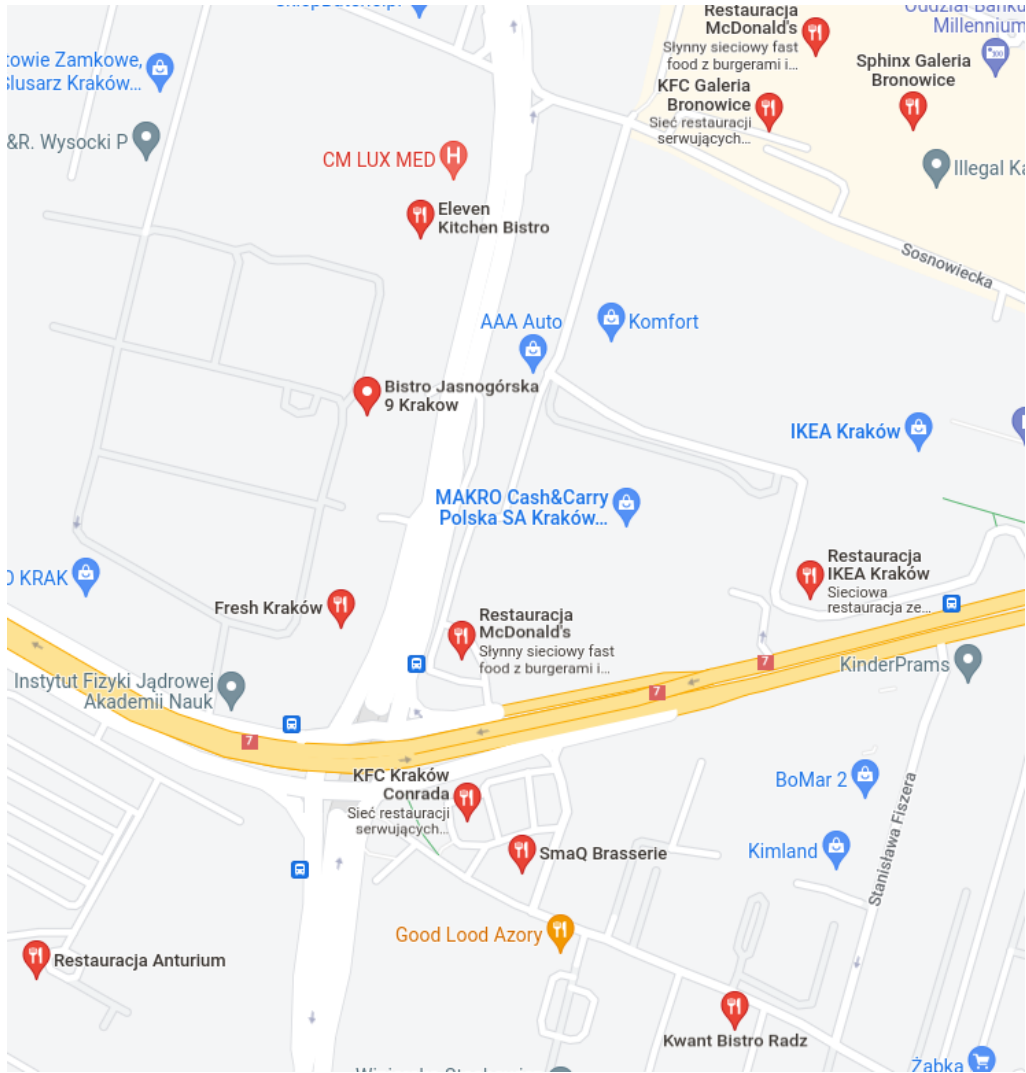 Restauracja
McDonald's
Słynny sieciowy fast
food z burgerami i...
Millennium
Sphinx Galeria
Bronowice
towie Zamkowe,
Ślusarz Kraków...
KFC Galeria
Bronowice
Sieć restauracji
serwujących...
&R. Wysocki P
CM LUX MED
Illegal
Eleven
Kitchen Bistro
Sosnowiecka
AAA Auto
Komfort
Bistro Jasnogórska
9 Krakow
IKEA Kraków
MAKRO Cash&Carry
Polska SA Kraków...
KRAK
Restauracja
IKEA Kraków
Sieciowa
restauracja ze...
Fresh Kraków
Restauracja
McDonald's
Słynny sieciowy fast
food z burgerami i...
7
KinderPrams
Instytut Fizyki Jądrowej
Akademii Nauk
7
7
KFC Kraków
Conrada
Sieć restauracji
serwujących...
BoMar 2
Stanisława Fiszera
SmaQ Brasserie
Kimland
Good Lood Azory
Restauracja Anturium
Kwant Bistro Radz
Żabka